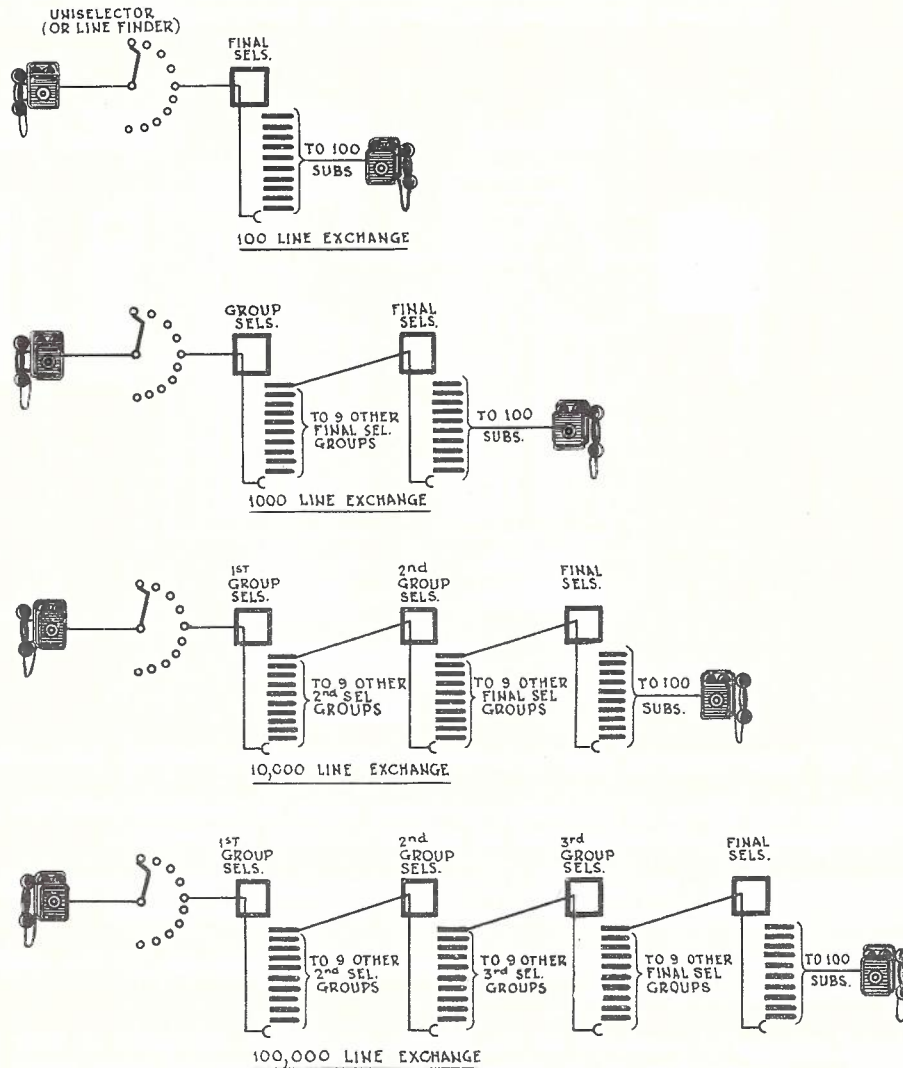 UNISELECTOR
(OR LINE FINDER)
FINAL
SELS.
TO 100
SUBS
100 LINE EXCHANGE
GROUP
SELS.
FINAL
SELS.
TO 9 OTHER
FINAL SEL.
GROUPS
TO 100
SUBS.
1000 LINE EXCHANGE
1ST
GROUP
SELS.
2nd
GROUP
SELS.
FINAL
SELS.
TO 9 OTHER
2nd SEL
GROUPS
TO 9 OTHER
FINAL SEL
GROUPS
TO 100
SUBS.
10,000 LINE EXCHANGE
1ST
GROUP
SELS.
2nd
GROUP
SELS.
3rd
GROUP
SELS.
FINAL
SELS.
TO 9 OTHER
2nd SEL.
GROUPS
TO 9 OTHER
3rd SEL.
GROUPS
TO 9 OTHER
FINAL SEL
GROUPS
TO 100
SUBS.
100,000 LINE EXCHANGE